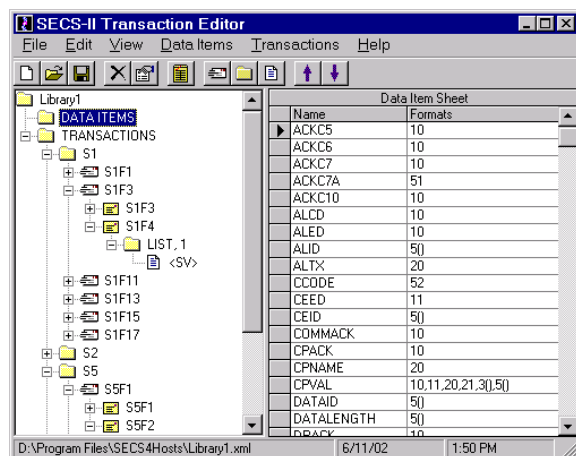 SECS-II Transaction Editor
File Edit View Data Items Transactions Help
Library1
DATA ITEMS
TRANSACTIONS
S1
S1F1
S1F3
S1F3
S1F4
LIST, 1
<SV>
S1F11
S1F13
S1F15
S1F17
S2
S5
S5F1
S5F1
S5F2
Data Item Sheet
Name Formats
ACKC5 10
ACKC6 10
ACKC7 10
ACKC7A 51
ACKC10 10
ALCD 10
ALED 10
ALID 5()
ALTX 20
CCODE 52
CEED 11
CEID 5()
COMMACK 10
CPACK 10
CPNAME 20
CPVAL 10,11,20,21,3(),5()
DATAID 5()
DATALENGTH 5()
DRACK 10
D:\Program Files\SECS4Hosts\Library1.xml 6/11/02 1:50 PM